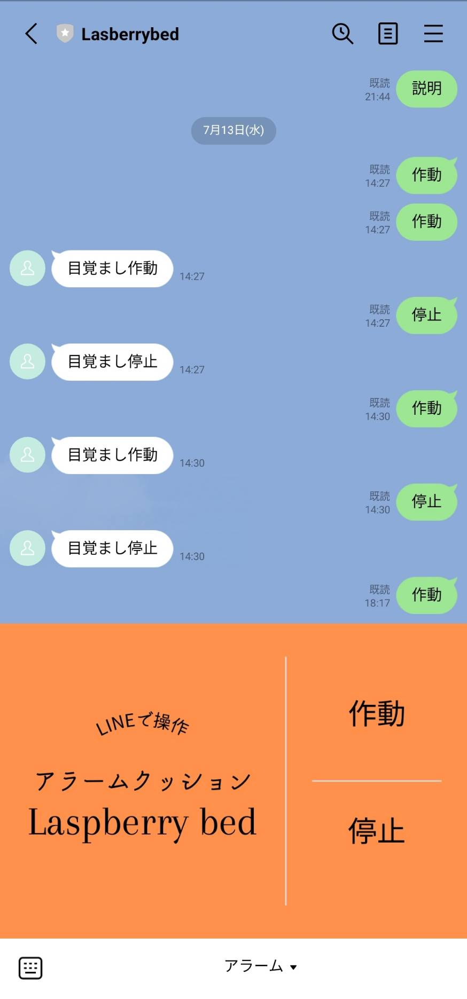 Lasberrybed
既読
21:44
説明
7月13日(水)
既読
14:27
作動
既読
14:27
作動
目覚まし作動
14:27
既読
14:27
停止
目覚まし停止
14:27
既読
14:30
作動
目覚まし作動
14:30
既読
14:30
停止
目覚まし停止
14:30
既読
18:17
作動
LINEで操作
アラームクッション
Laspberry bed
作動
停止
アラーム